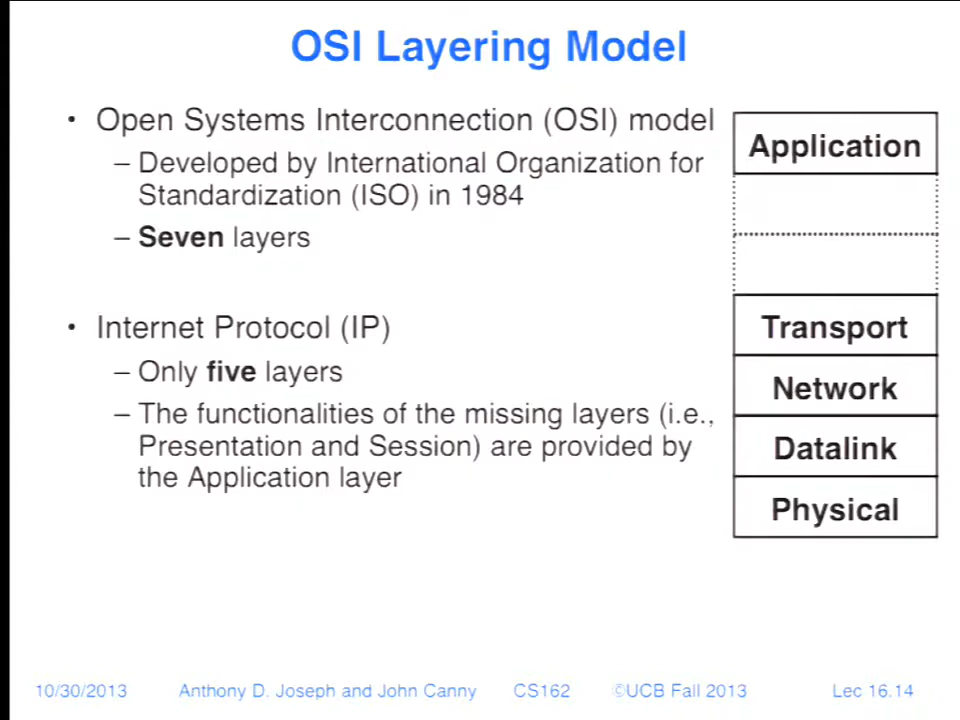 OSI Layering Model
• Open Systems Interconnection (OSI) model
– Developed by International Organization for
Standardization (ISO) in 1984
– Seven layers
• Internet Protocol (IP)
– Only five layers
– The functionalities of the missing layers (i.e.,
Presentation and Session) are provided by
the Application layer
Application
Transport
Network
Datalink
Physical
10/30/2013 Anthony D. Joseph and John Canny CS162 ©UCB Fall 2013 Lec 16.14